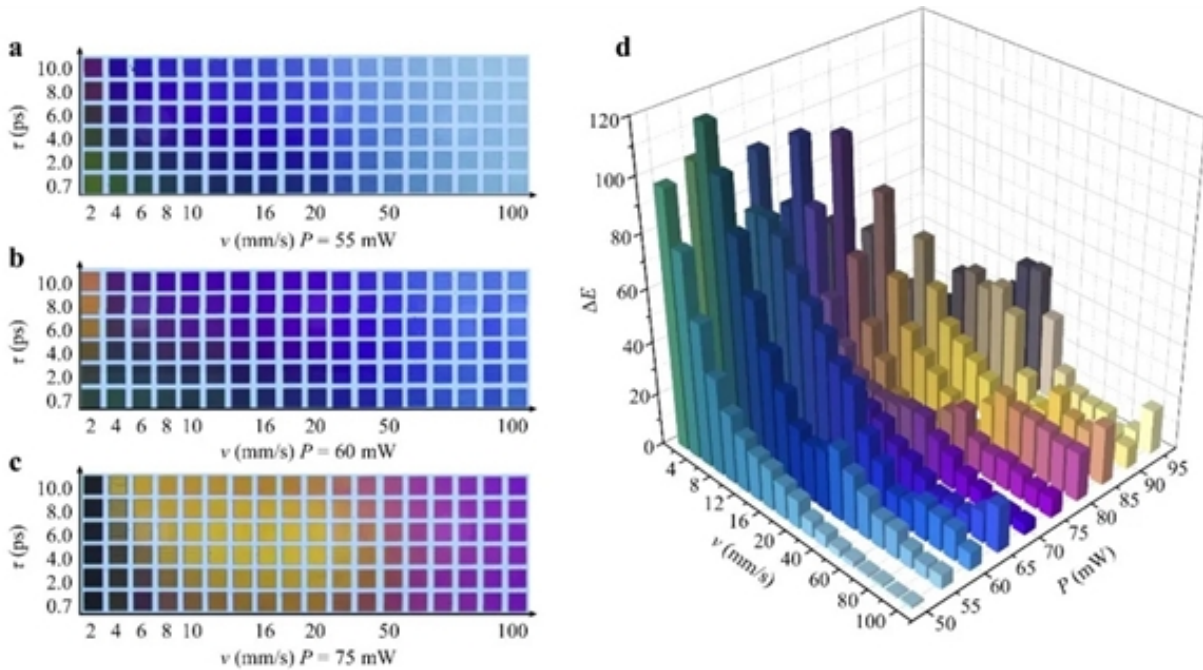 a
10.0
8.0
6.0
4.0
2.0
0.7
τ (ps)
2 4 6 8 10 16 20 50 100
v (mm/s) P = 55 mW
b
10.0
8.0
6.0
4.0
2.0
0.7
τ (ps)
2 4 6 8 10 16 20 50 100
v (mm/s) P = 60 mW
c
10.0
8.0
6.0
4.0
2.0
0.7
τ (ps)
2 4 6 8 10 16 20 50 100
v (mm/s) P = 75 mW
d
120
100
80
60
40
20
0
ΔE
4 8 12 16 20 40 60 80 100
v (mm/s)
50 55 60 65 70 75 80 85 90 95
P (mW)